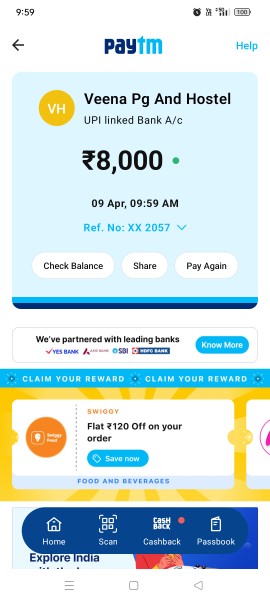 9:59
100
paytm
Help
VH
Veena Pg And Hostel
UPI linked Bank A/c
₹8,000
09 Apr, 09:59 AM
Ref. No: XX 2057
Check Balance
Share
Pay Again
We've partnered with leading banks
YES BANK AXIS BANK SBI HDFC BANK
Know More
CLAIM YOUR REWARD CLAIM YOUR REWARD
SWIGGY
Flat ₹120 Off on your
order
Swiggy
Food
Save now
FOOD AND BEVERAGES
CASH
BACK
Home
Scan
Cashback
Passbook
Explore India